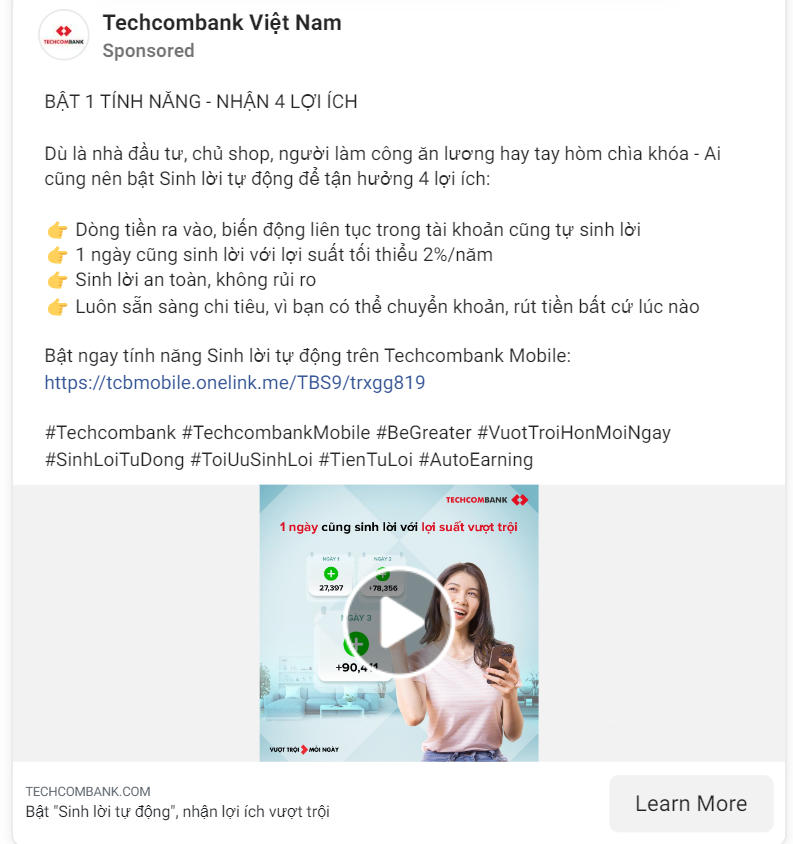 Techcombank Việt Nam
TECHCOMBANK
Sponsored
BẬT 1 TÍNH NĂNG - NHẬN 4 LỢI ÍCH
Dù là nhà đầu tư, chủ shop, người làm công ăn lương hay tay hòm chìa khóa - Ai
cũng nên bật Sinh lời tự động để tận hưởng 4 lợi ích:
👉 Dòng tiền ra vào, biến động liên tục trong tài khoản cũng tự sinh lời
👉 1 ngày cũng sinh lời với lợi suất tối thiểu 2%/năm
👉 Sinh lời an toàn, không rủi ro
👉 Luôn sẵn sàng chi tiêu, vì bạn có thể chuyển khoản, rút tiền bất cứ lúc nào
Bật ngay tính năng Sinh lời tự động trên Techcombank Mobile:
https://tcbmobile.onelink.me/TBS9/trxgg819
#Techcombank #TechcombankMobile #BeGreater #VuotTroiHonMoiNgay
#SinhLoiTuDong #ToiUuSinhLoi #TienTuLoi #AutoEarning
TECHCOMBANK
1 ngày cũng sinh lời với lợi suất vượt trội
NGÀY 1
NGÀY 2
27,397
+78,356
NGÀY 3
+90,411
VƯỢT TRỘI MỖI NGÀY
TECHCOMBANK.COM
Bật "Sinh lời tự động", nhận lợi ích vượt trội
Learn More